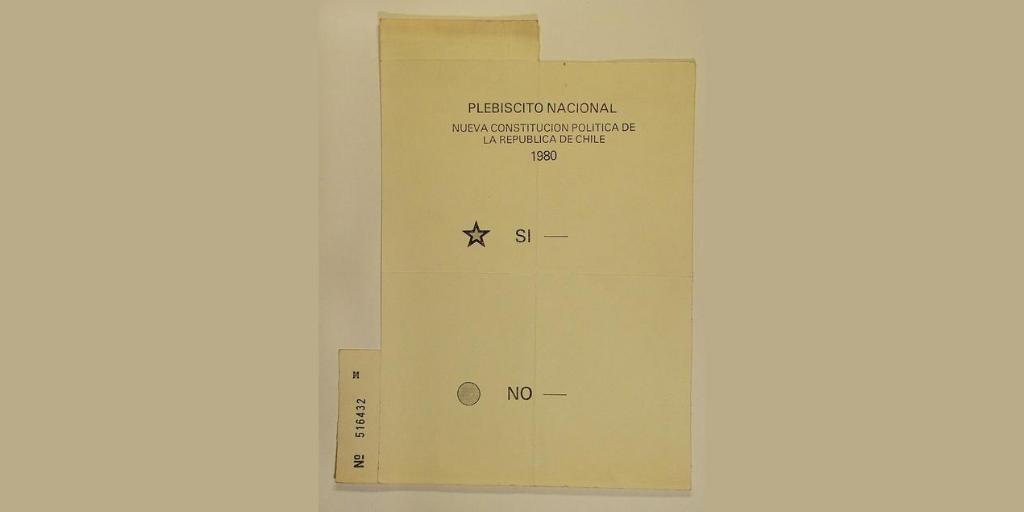 PLEBISCITO NACIONAL
NUEVA CONSTITUCION POLITICA DE
LA REPUBLICA DE CHILE
1980
SI —
NO —
Nº 516432 M